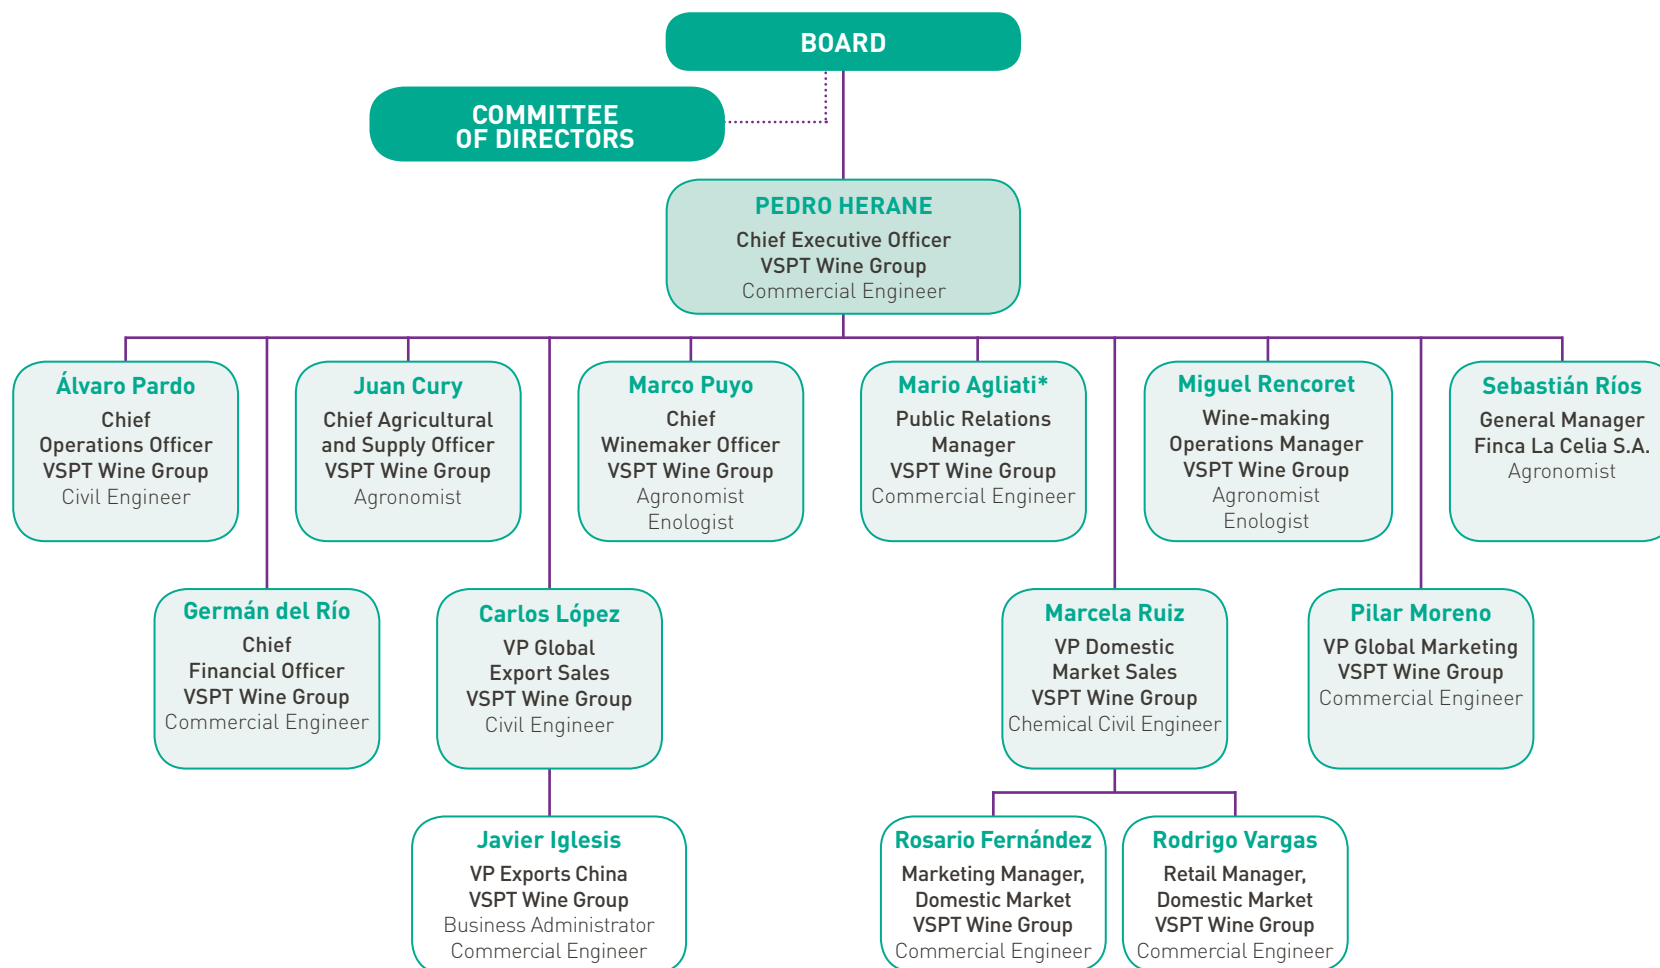 BOARD
COMMITTEE
OF DIRECTORS
PEDRO HERANE
Chief Executive Officer
VSPT Wine Group
Commercial Engineer
Álvaro Pardo
Chief
Operations Officer
VSPT Wine Group
Civil Engineer
Juan Cury
Chief Agricultural
and Supply Officer
VSPT Wine Group
Agronomist
Marco Puyo
Chief
Winemaker Officer
VSPT Wine Group
Agronomist
Enologist
Mario Agliati*
Public Relations
Manager
VSPT Wine Group
Commercial Engineer
Miguel Rencoret
Wine-making
Operations Manager
VSPT Wine Group
Agronomist
Enologist
Sebastián Ríos
General Manager
Finca La Celia S.A.
Agronomist
Germán del Río
Chief
Financial Officer
VSPT Wine Group
Commercial Engineer
Carlos López
VP Global
Export Sales
VSPT Wine Group
Civil Engineer
Marcela Ruiz
VP Domestic
Market Sales
VSPT Wine Group
Chemical Civil Engineer
Pilar Moreno
VP Global Marketing
VSPT Wine Group
Commercial Engineer
Javier Iglesis
VP Exports China
VSPT Wine Group
Business Administrator
Commercial Engineer
Rosario Fernández
Marketing Manager,
Domestic Market
VSPT Wine Group
Commercial Engineer
Rodrigo Vargas
Retail Manager,
Domestic Market
VSPT Wine Group
Commercial Engineer